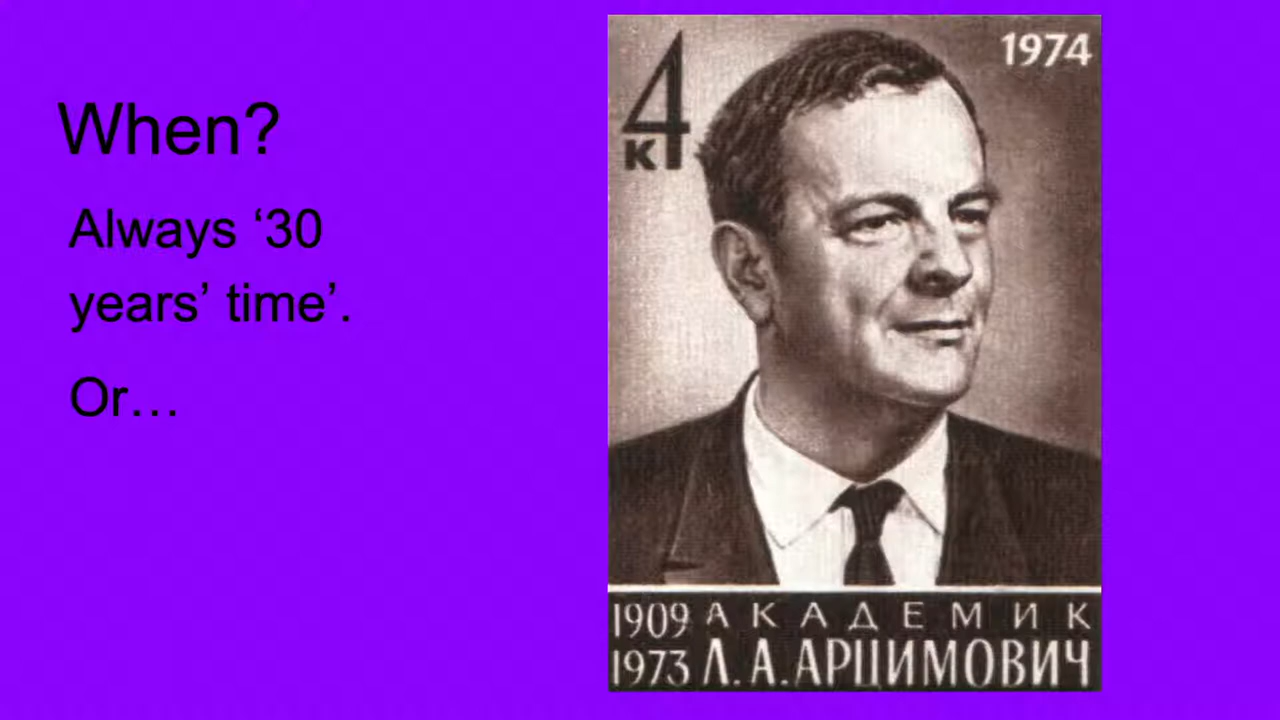 When?
Always ‘30
years’ time’.
Or…
1974
4
к
1909 АКАДЕМИК
1973 Л. А. АРЦИМОВИЧ